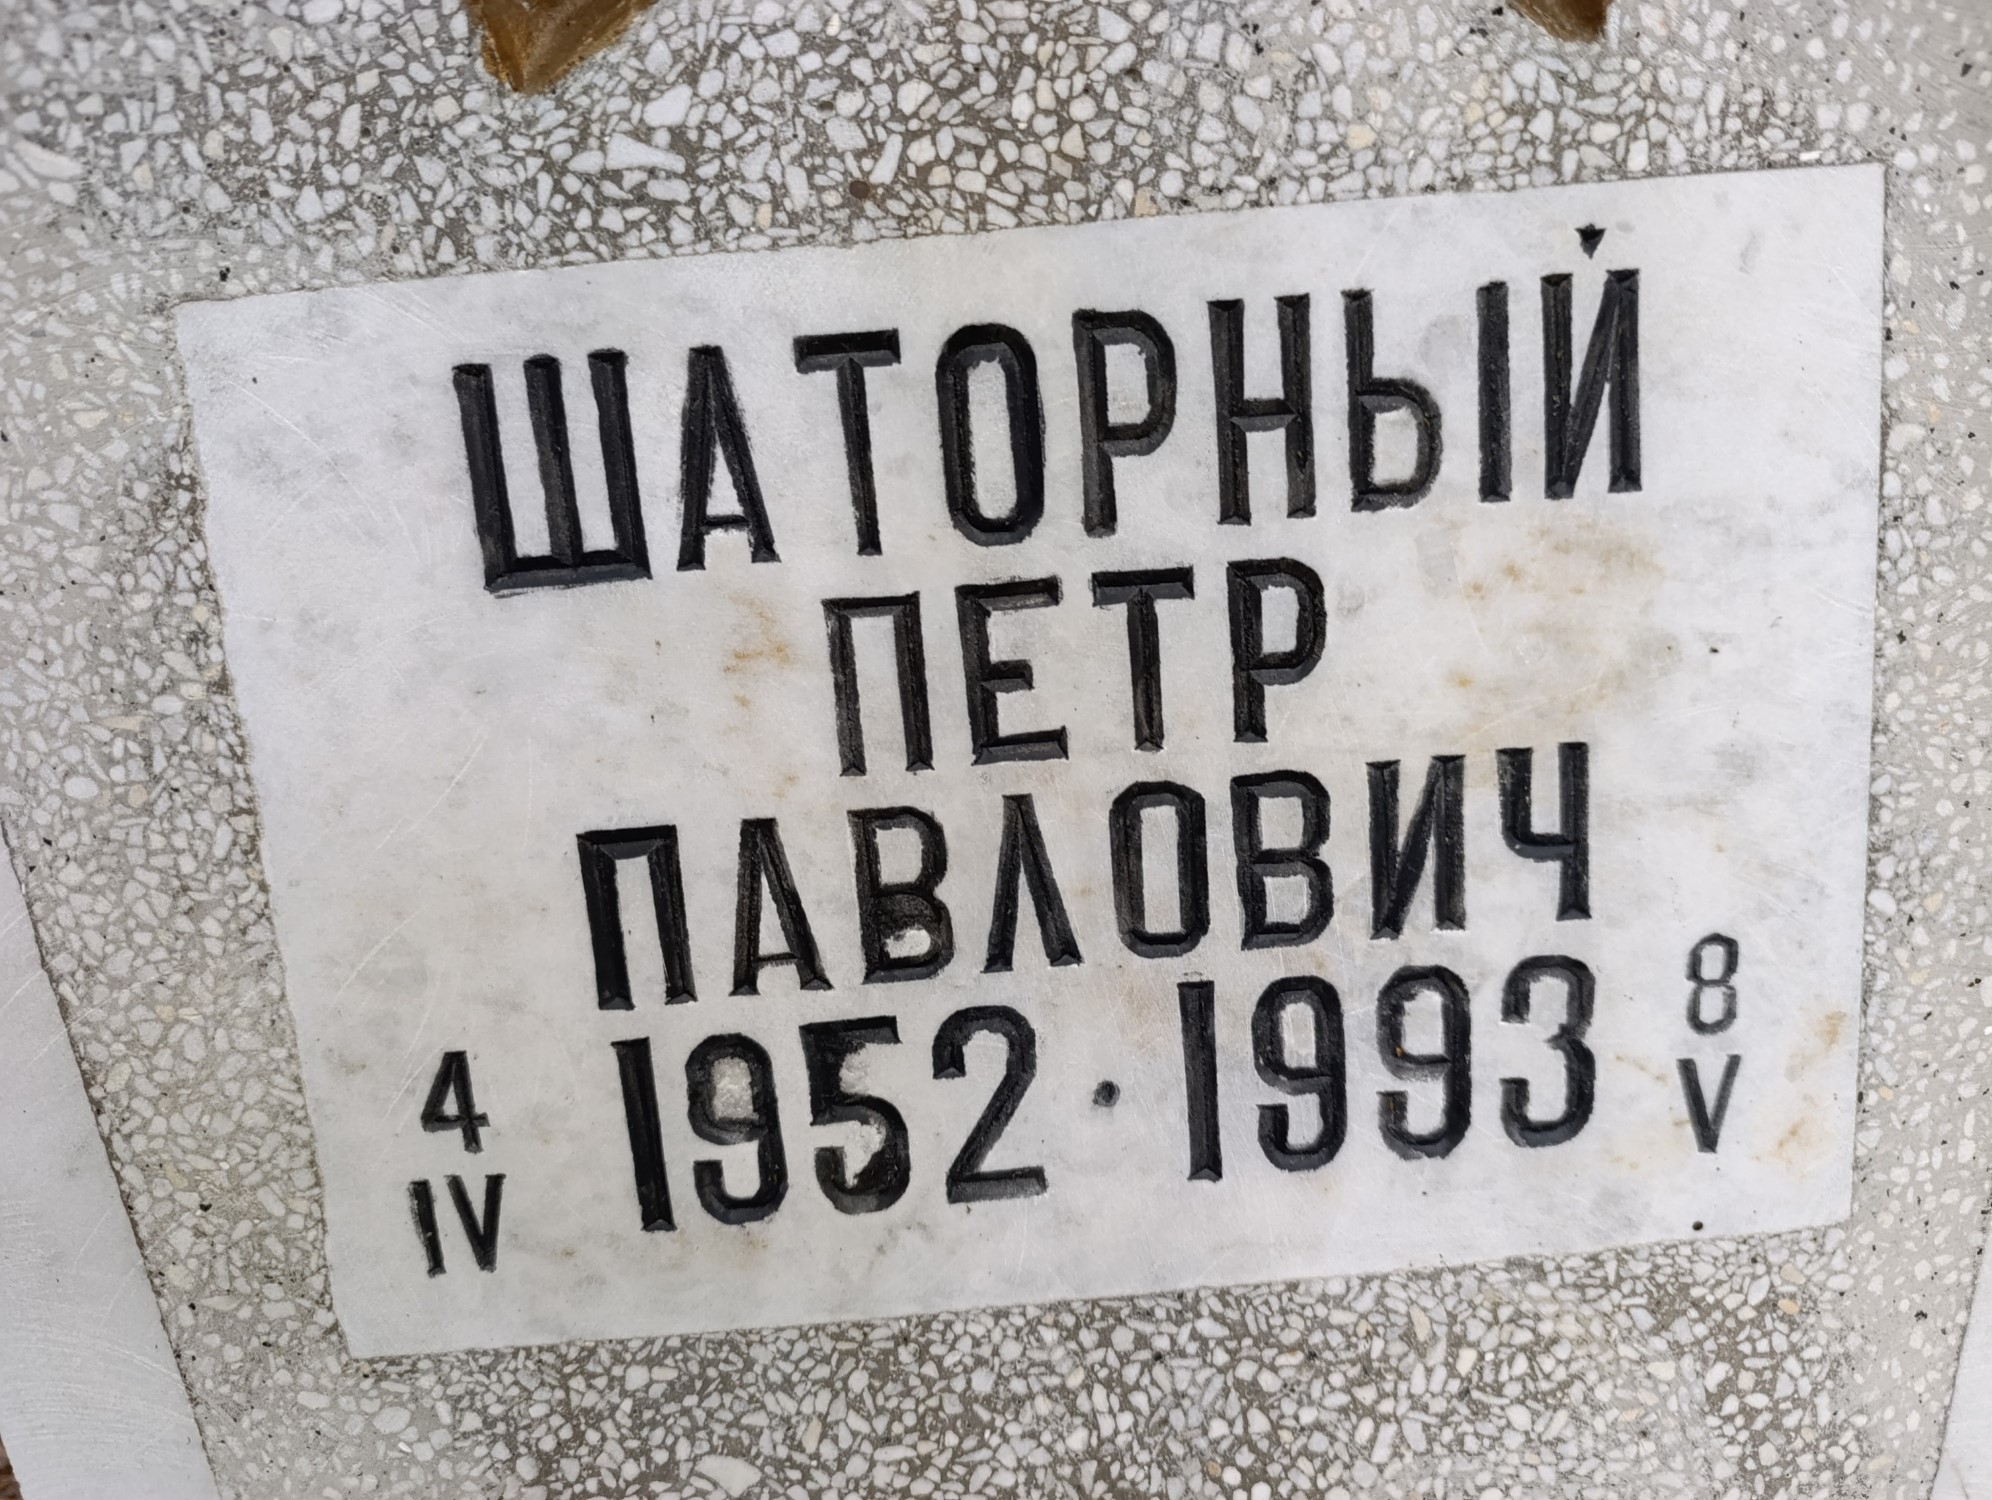 ШАТОРНЫЙ
ПЕТР
ПАВЛОВИЧ
4 IV 1952 · 1993 8 V